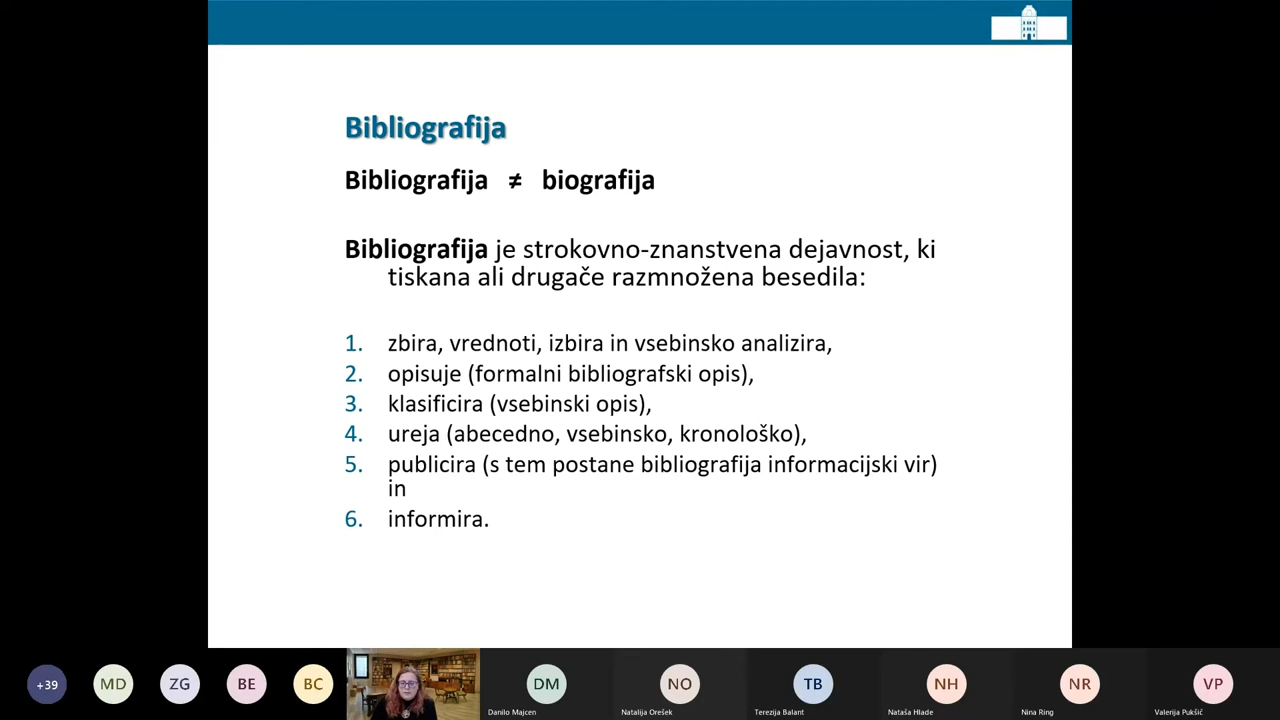 Bibliografija
Bibliografija ≠ biografija
Bibliografija je strokovno-znanstvena dejavnost, ki
tiskana ali drugače razmnožena besedila:
1. zbira, vrednoti, izbira in vsebinsko analizira,
2. opisuje (formalni bibliografski opis),
3. klasificira (vsebinski opis),
4. ureja (abecedno, vsebinsko, kronološko),
5. publicira (s tem postane bibliografija informacijski vir)
in
6. informira.
+39 MD ZG BE BC DM NO TB NH NR VP
Danilo Majcen Natalija Orešek Terezija Balant Nataša Hlade Nina Ring Valerija Pukšič